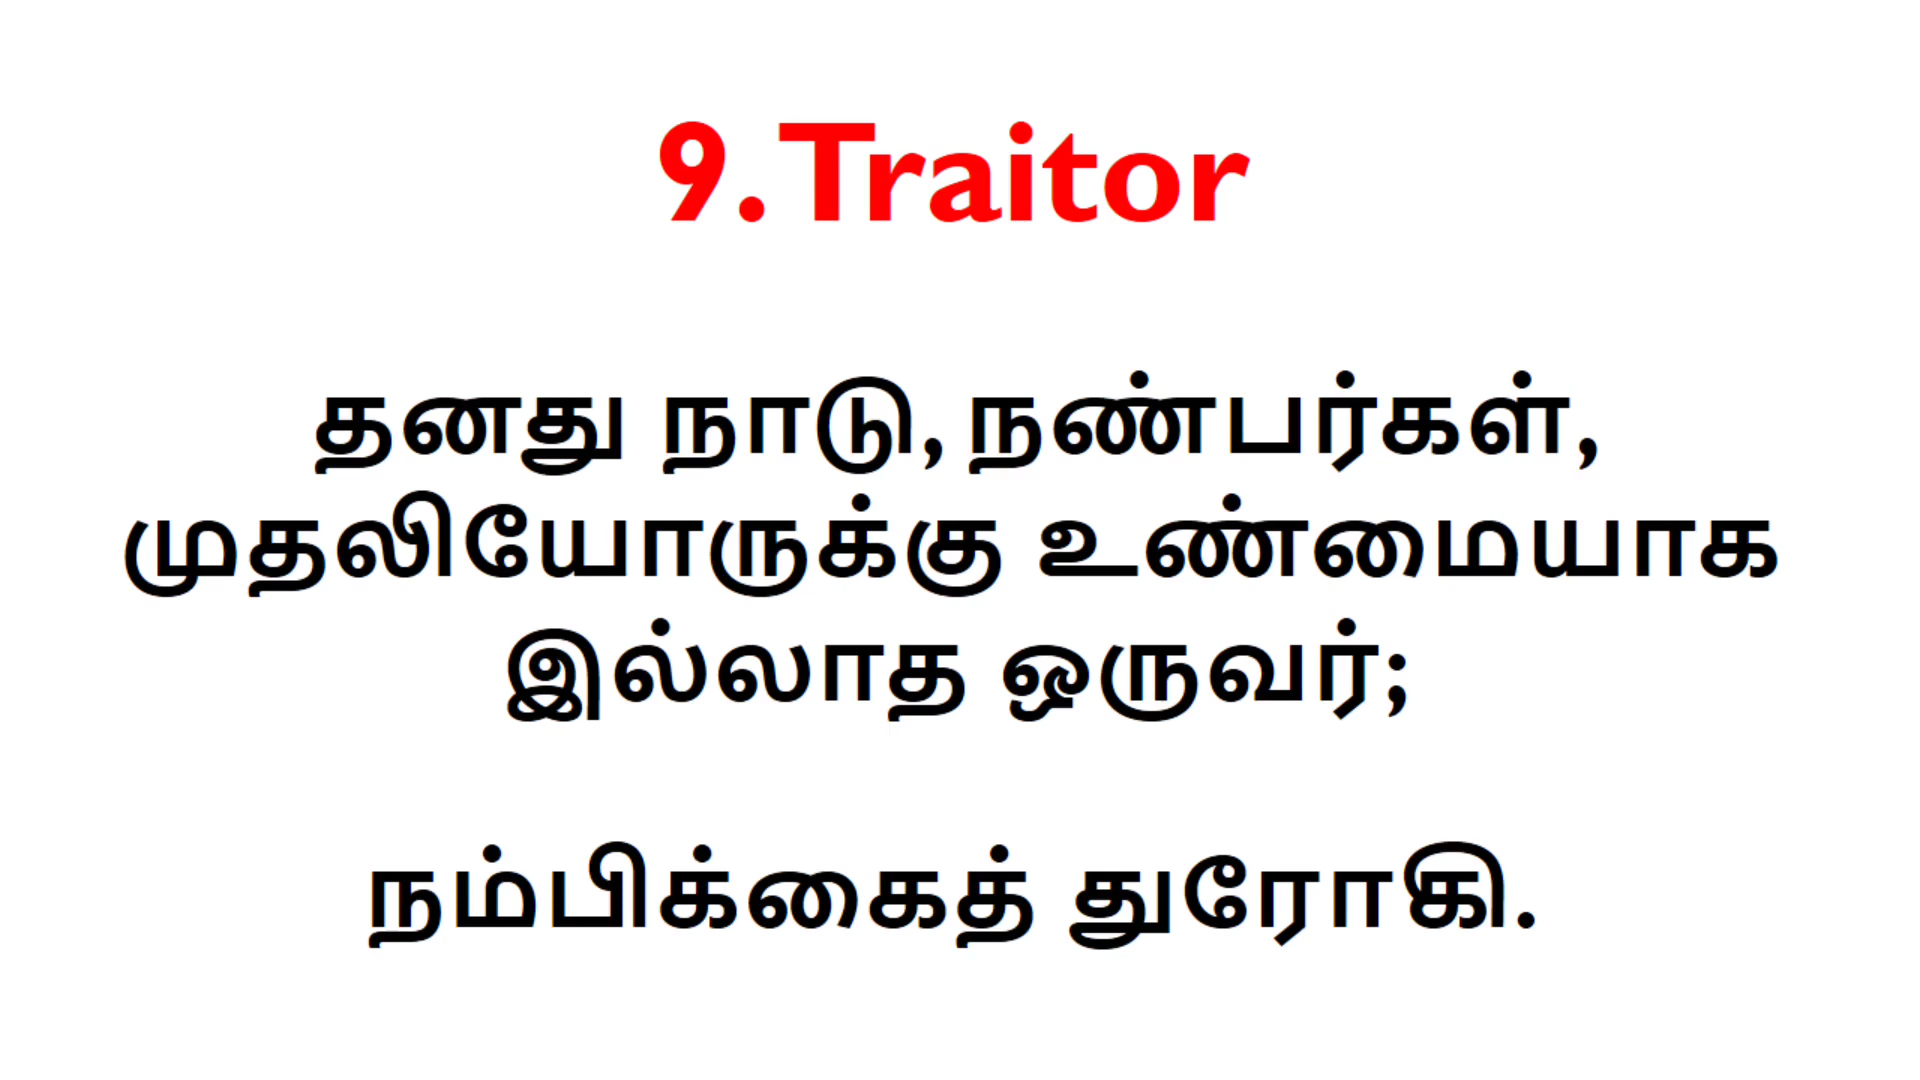 9. Traitor
தனது நாடு, நண்பர்கள்,
முதலியோருக்கு உண்மையாக
இல்லாத ஒருவர்;
நம்பிக்கைத் துரோகி.